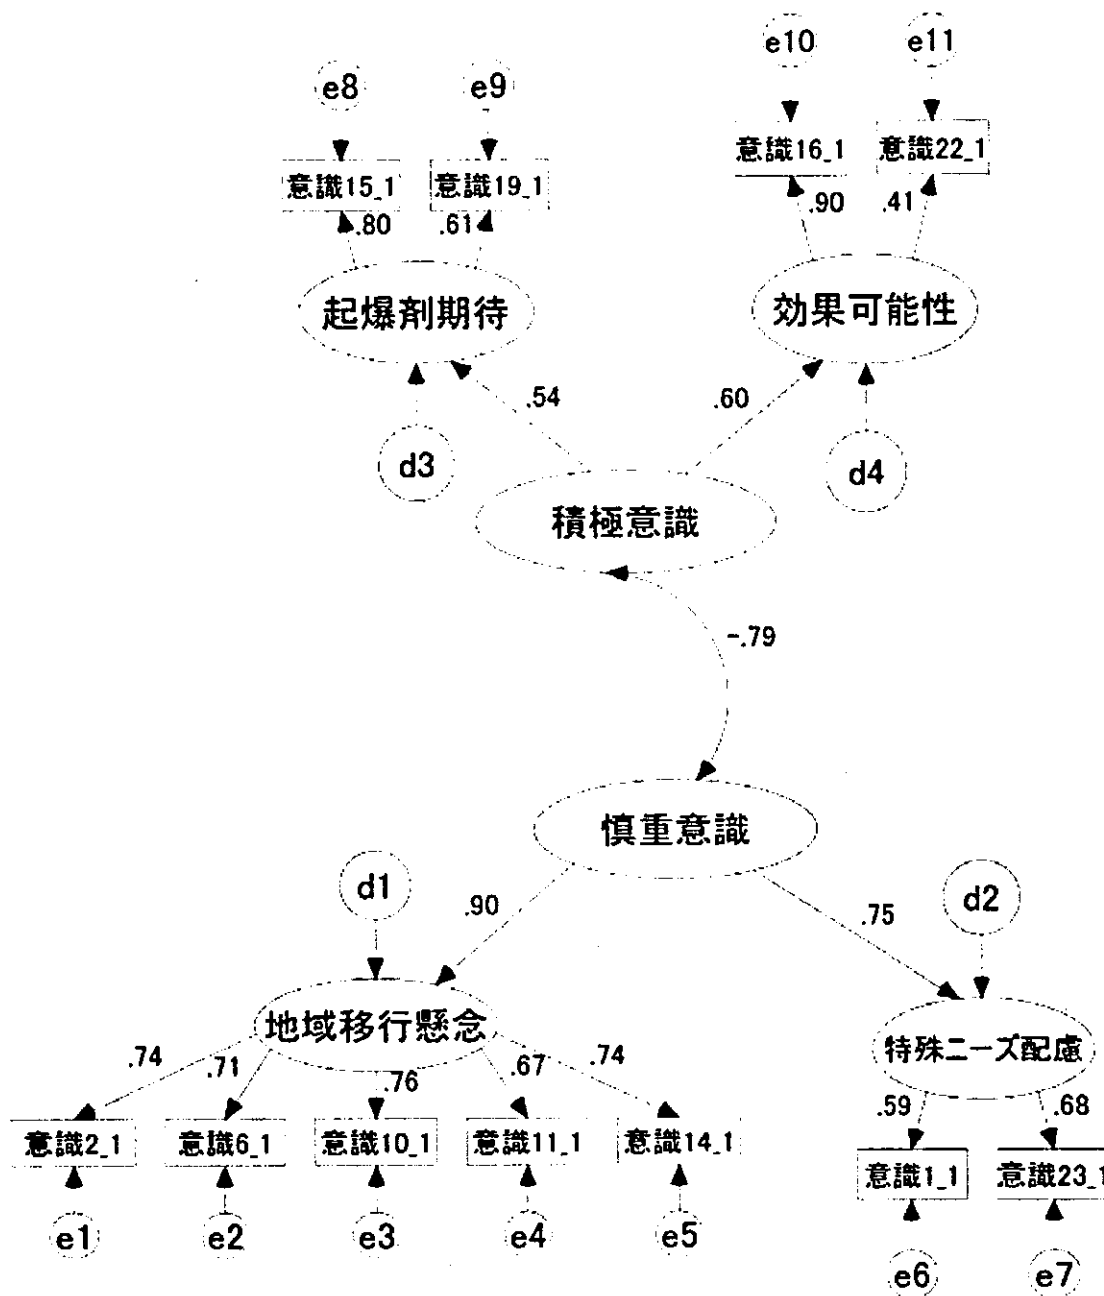 e10
e11
e8
e9
意識16_1
意識22_1
意識15_1
意識19_1
.90
.41
.80
.61
起爆剤期待
効果可能性
.54
.60
d3
d4
積極意識
-.79
慎重意識
d1
.90
.75
d2
地域移行懸念
特殊ニーズ配慮
.74
.71
.76
.67
.74
.59
.68
意識2_1
意識6_1
意識10_1
意識11_1
意識14_1
意識1_1
意識23_1
e1
e2
e3
e4
e5
e6
e7